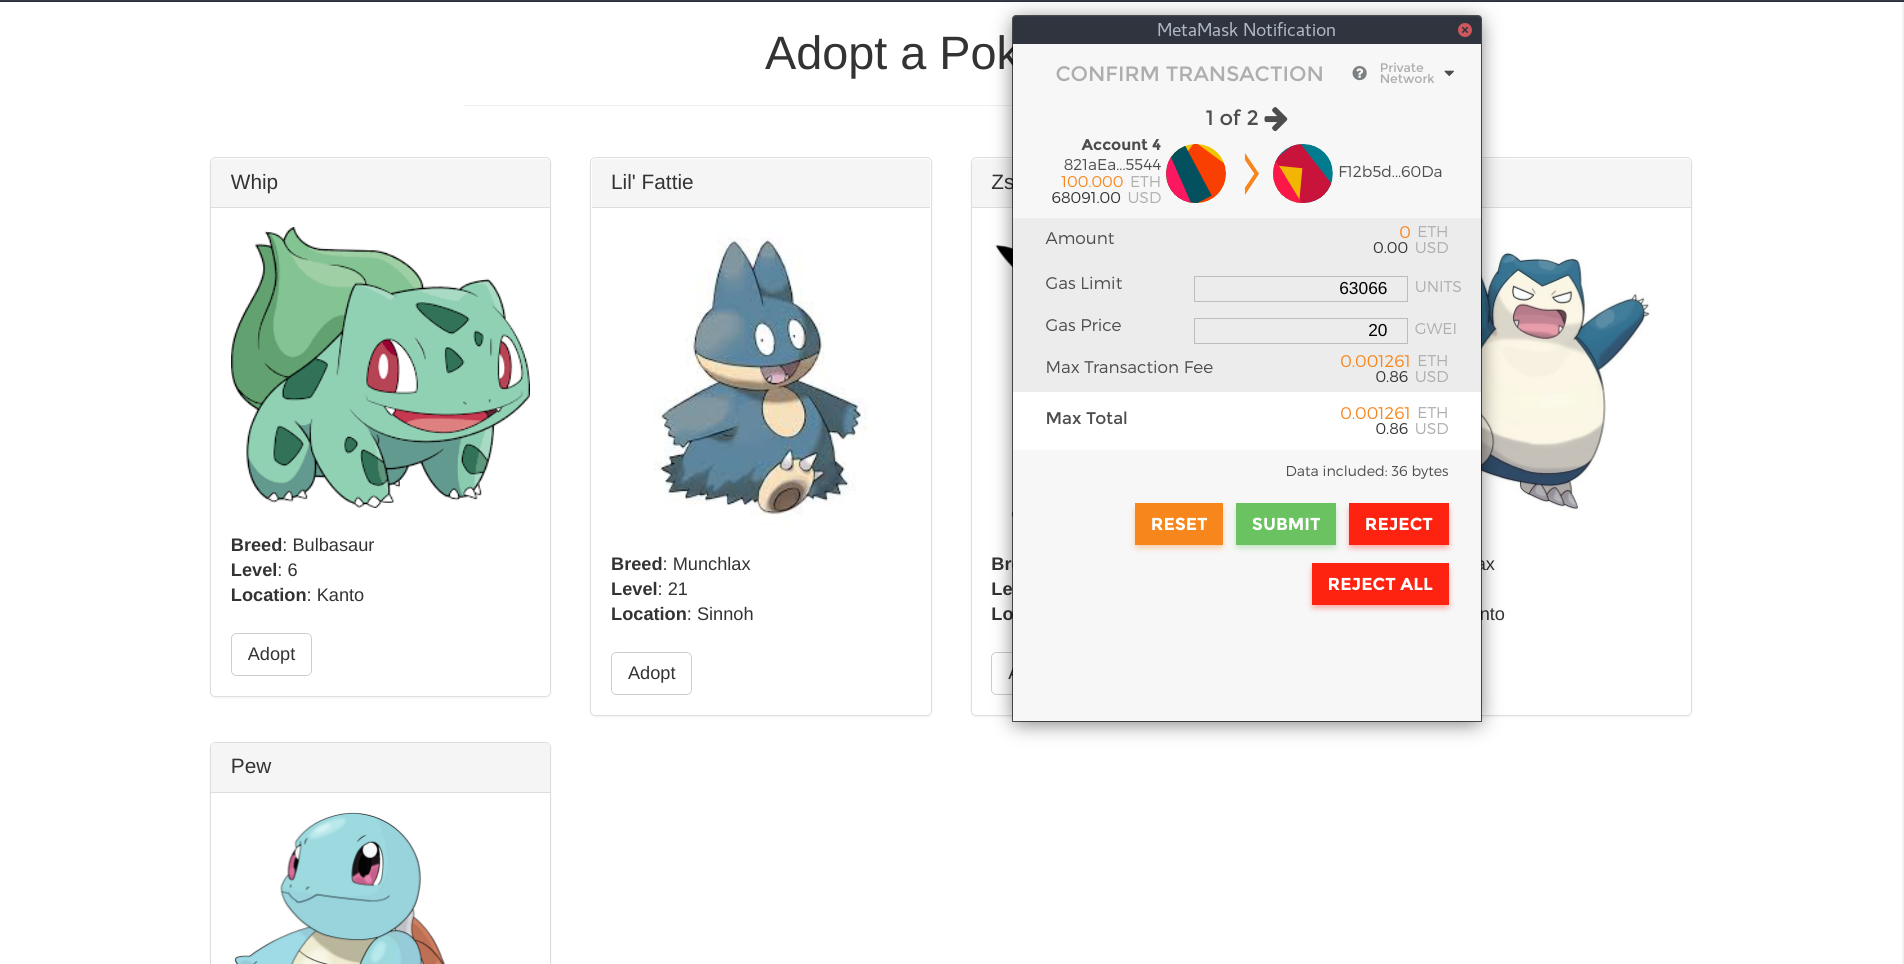 Adopt a Pok
Whip
Breed: Bulbasaur
Level: 6
Location: Kanto
Adopt
Lil' Fattie
Breed: Munchlax
Level: 21
Location: Sinnoh
Adopt
Zs
Br
Le
Lo
ax
nto
Pew
MetaMask Notification
CONFIRM TRANSACTION
Private
Network
1 of 2
Account 4
821aEa...5544
100.000 ETH
68091.00 USD
F12b5d...60Da
Amount
0 ETH
0.00 USD
Gas Limit
63066 UNITS
Gas Price
20 GWEI
Max Transaction Fee
0.001261 ETH
0.86 USD
Max Total
0.001261 ETH
0.86 USD
Data included: 36 bytes
RESET SUBMIT REJECT
REJECT ALL